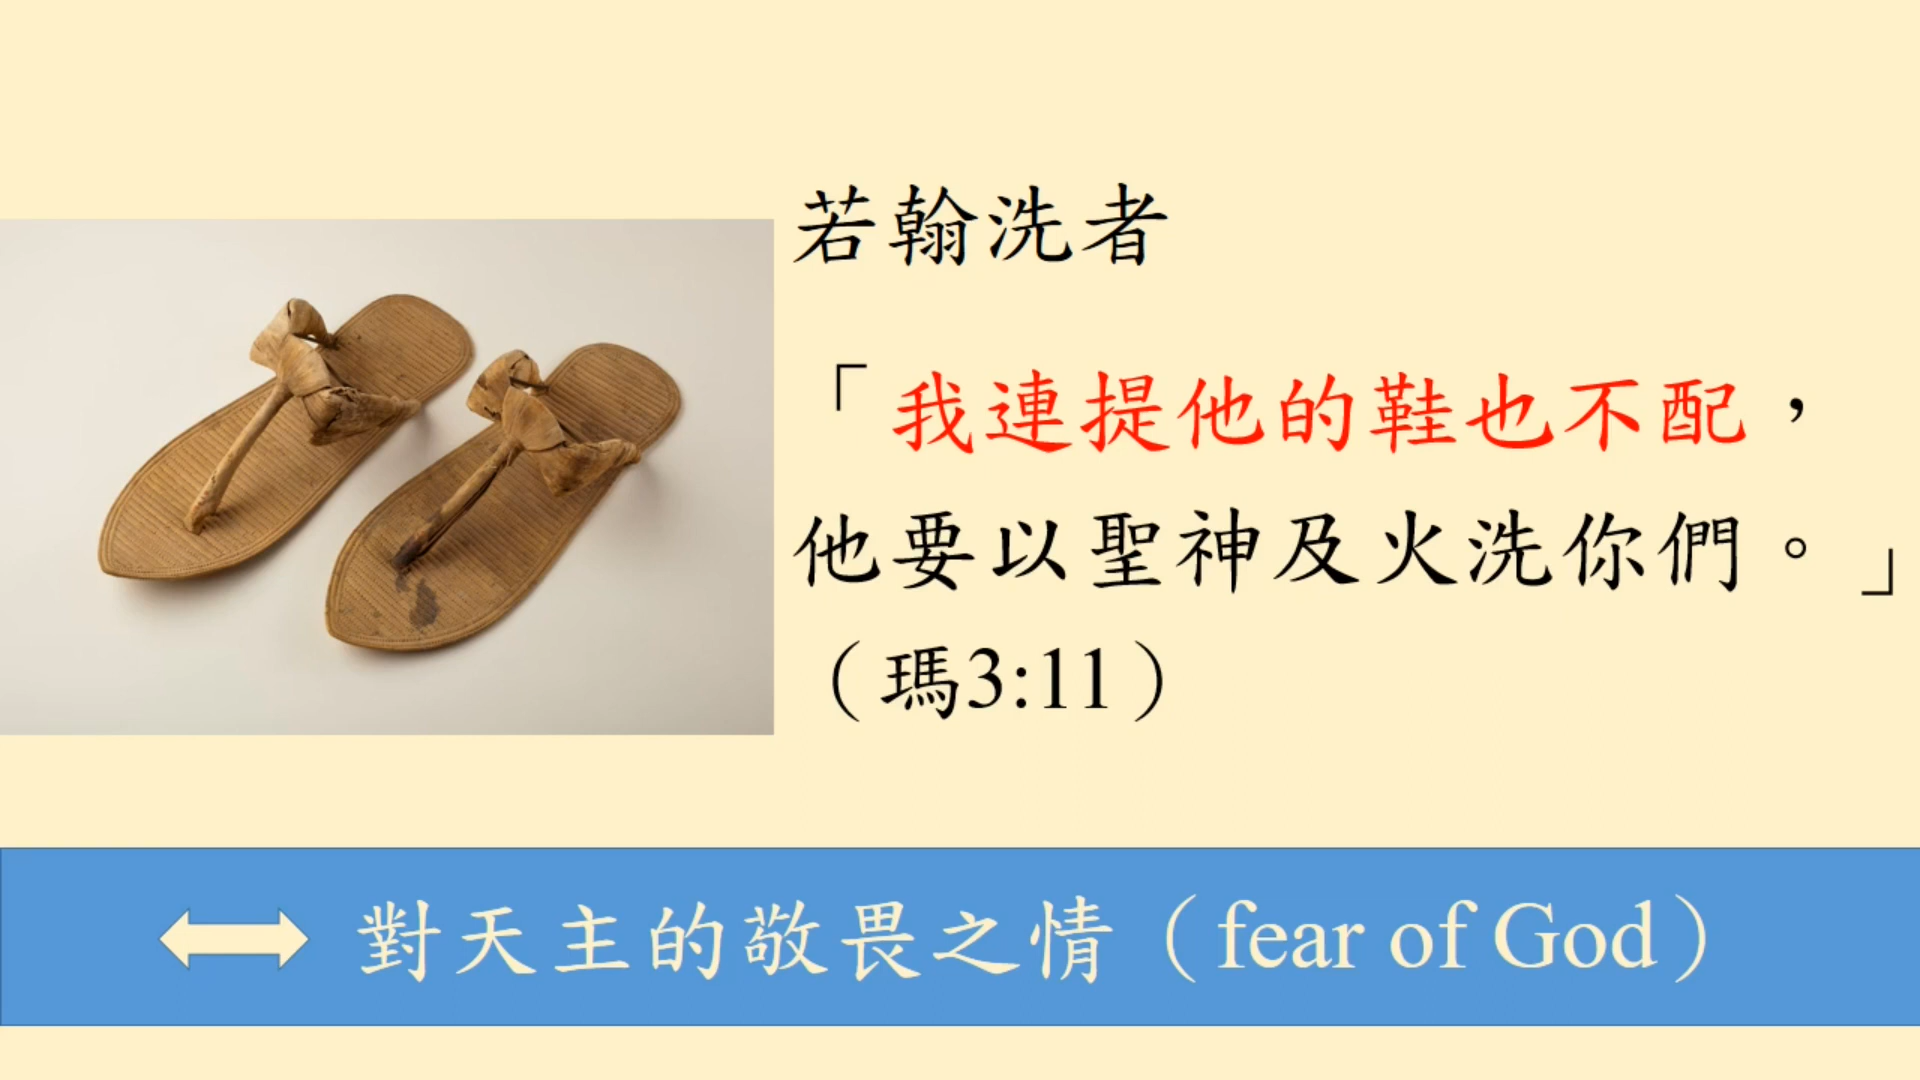 若翰洗者
「我連提他的鞋也不配，
他要以聖神及火洗你們。」
（瑪3:11）
對天主的敬畏之情（fear of God）